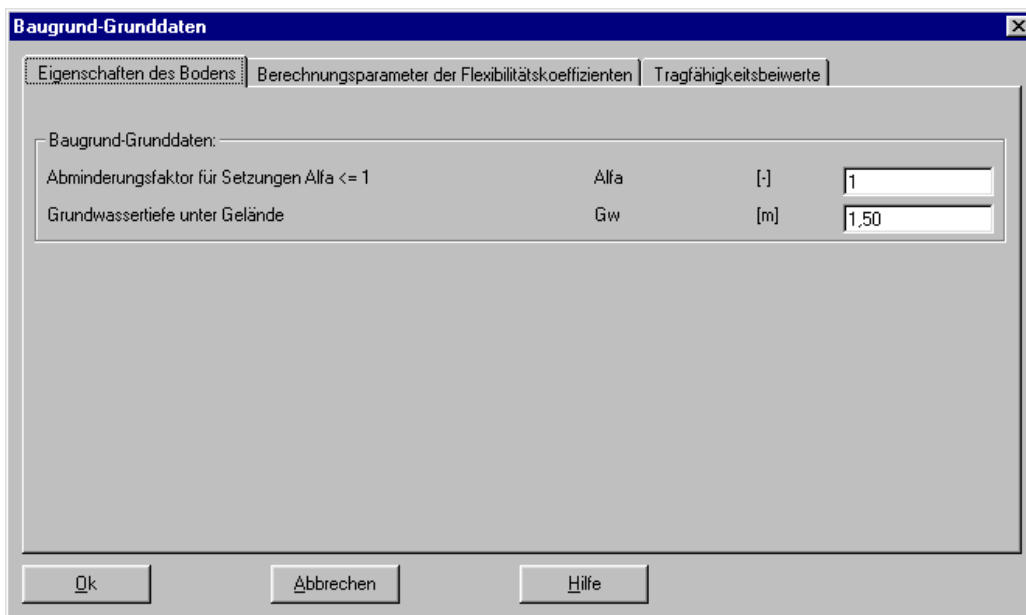 Baugrund-Grunddaten
Eigenschaften des Bodens Berechnungsparameter der Flexibilitätskoeffizienten Tragfähigkeitsbeiwerte
Baugrund-Grunddaten:
Abminderungsfaktor für Setzungen Alfa <= 1 Alfa [-] 1
Grundwassertiefe unter Gelände Gw [m] 1,50
Ok Abbrechen Hilfe